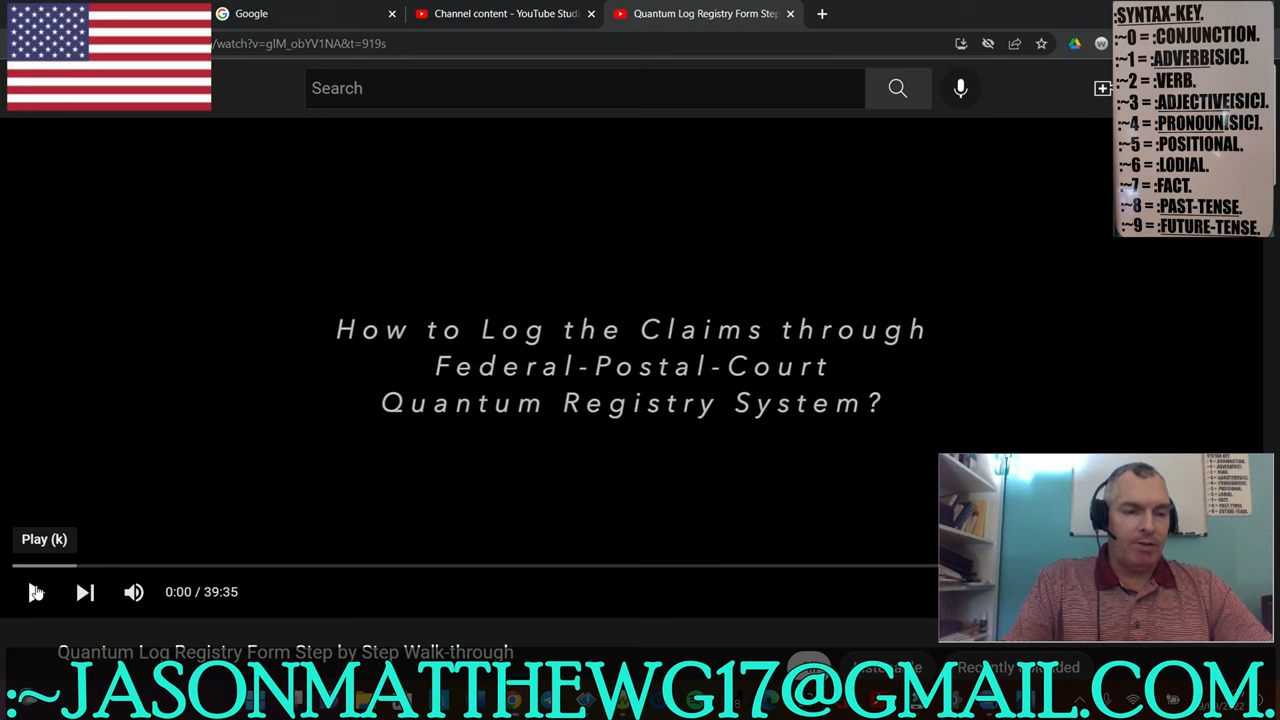 Google
Channel content - YouTube Studi
Quantum Log Registry Form Step
/watch?v=glM_obYV1NA&t=919s
Search
:SYNTAX-KEY.
:~0 = :CONJUNCTION.
:~1 = :ADVERB[SIC].
:~2 = :VERB.
:~3 = :ADJECTIVE[SIC].
:~4 = :PRONOUN[SIC].
:~5 = :POSITIONAL.
:~6 = :LODIAL.
:~7 = :FACT.
:~8 = :PAST-TENSE.
:~9 = :FUTURE-TENSE.
How to Log the Claims through
Federal-Postal-Court
Quantum Registry System?
Play (k)
0:00 / 39:35
Quantum Log Registry Form Step by Step Walk-through
Recently uploaded
:~JASONMATTHEWG17@GMAIL.COM.